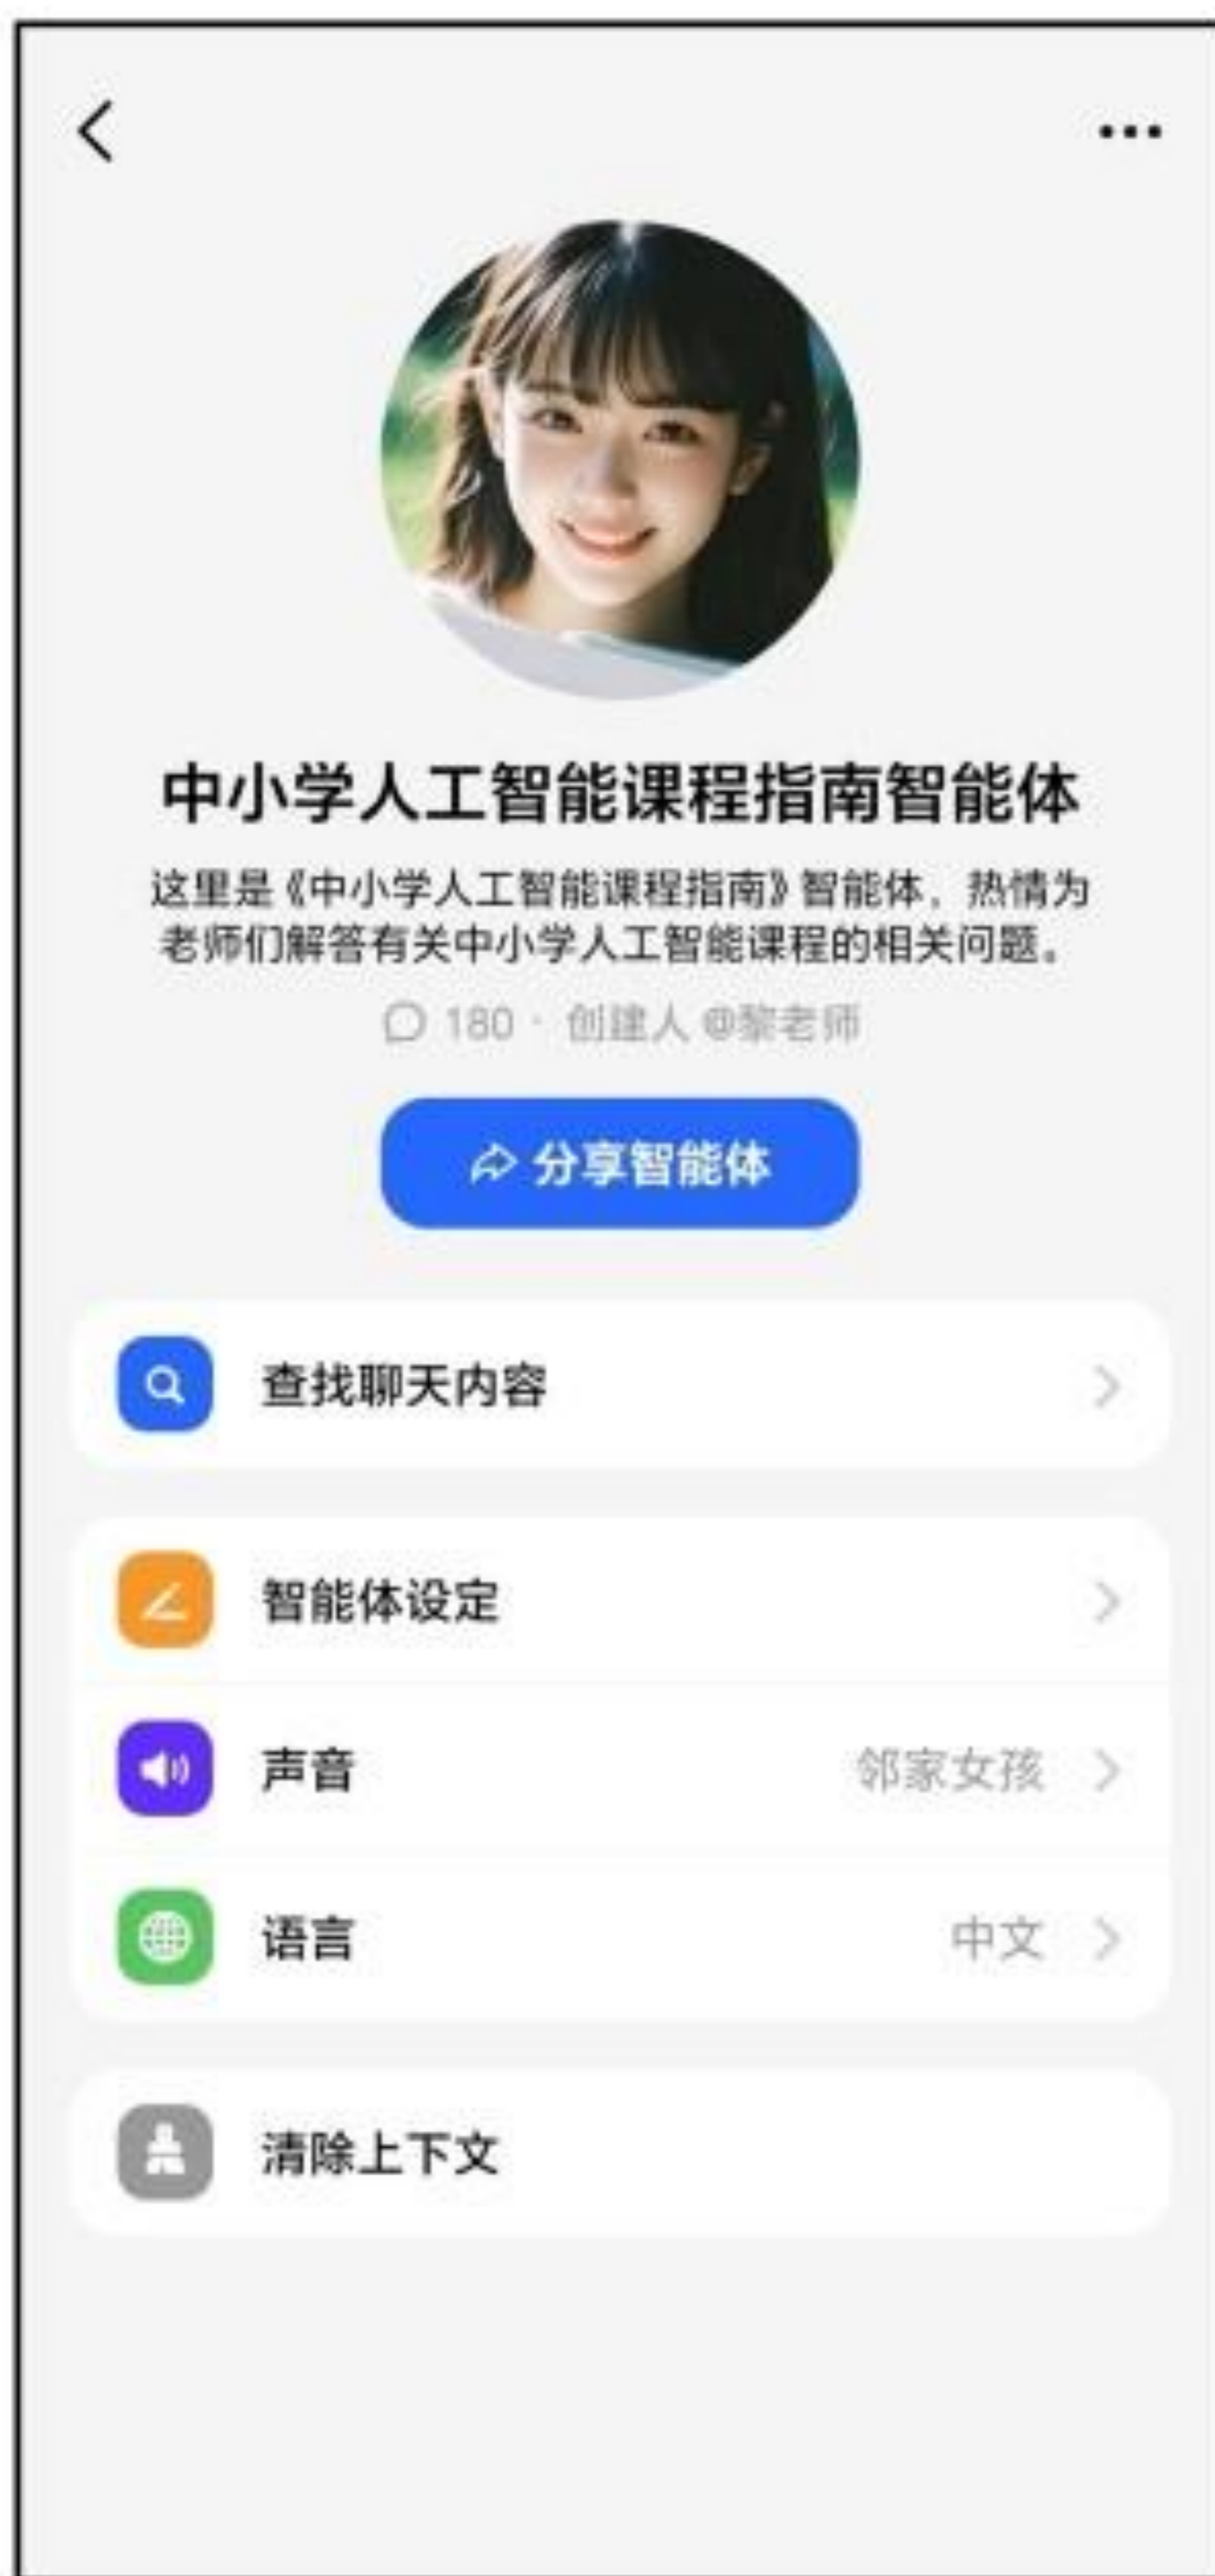 中小学人工智能课程指南智能体
这里是《中小学人工智能课程指南》智能体，热情为
老师们解答有关中小学人工智能课程的相关问题。
180 · 创建人 @黎老师
分享智能体
查找聊天内容
智能体设定
声音 邻家女孩
语言 中文
清除上下文